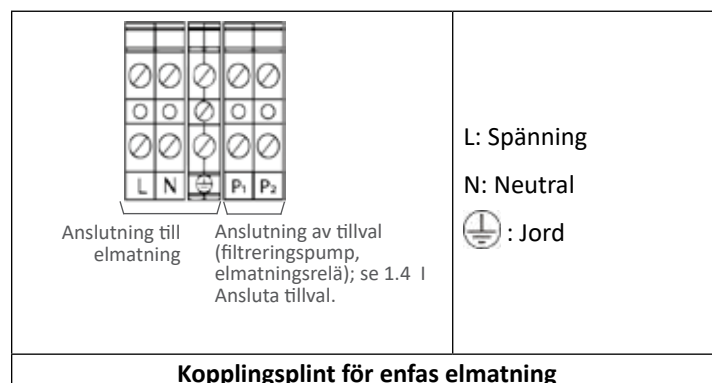 L N P₁ P₂
Anslutning till
elmatning
Anslutning av tillval
(filtreringspump,
elmatningsrelä); se 1.4 I
Ansluta tillval.
L: Spänning
N: Neutral
: Jord
Kopplingsplint för enfas elmatning